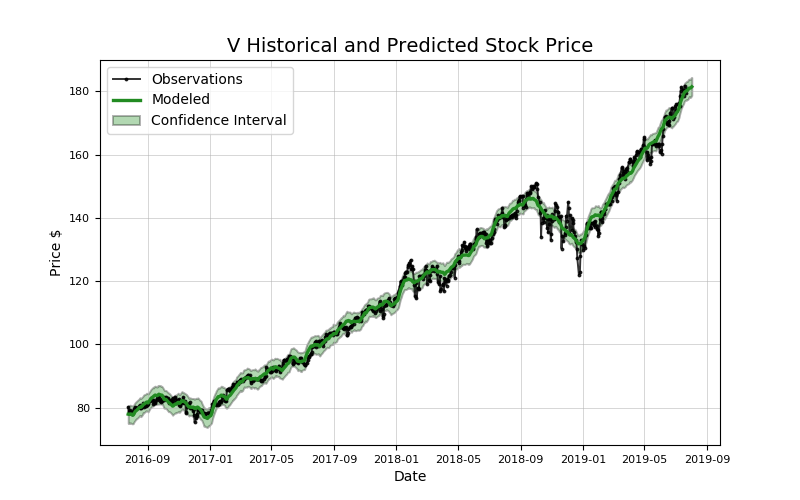 V Historical and Predicted Stock Price
Observations
Modeled
Confidence Interval
180
160
140
120
100
80
Price $
2016-09 2017-01 2017-05 2017-09 2018-01 2018-05 2018-09 2019-01 2019-05 2019-09
Date